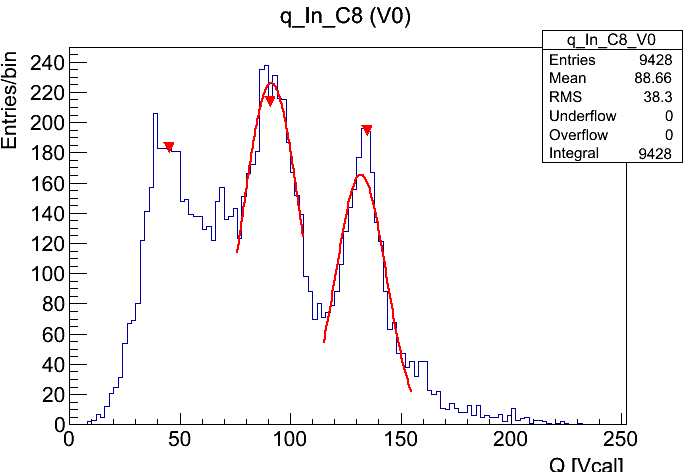 q_In_C8 (V0)
q_In_C8_V0
Entries 9428
Mean 88.66
RMS 38.3
Underflow 0
Overflow 0
Integral 9428
Entries/bin
240
220
200
180
160
140
120
100
80
60
40
20
0
0 50 100 150 200 250
Q [Vcal]